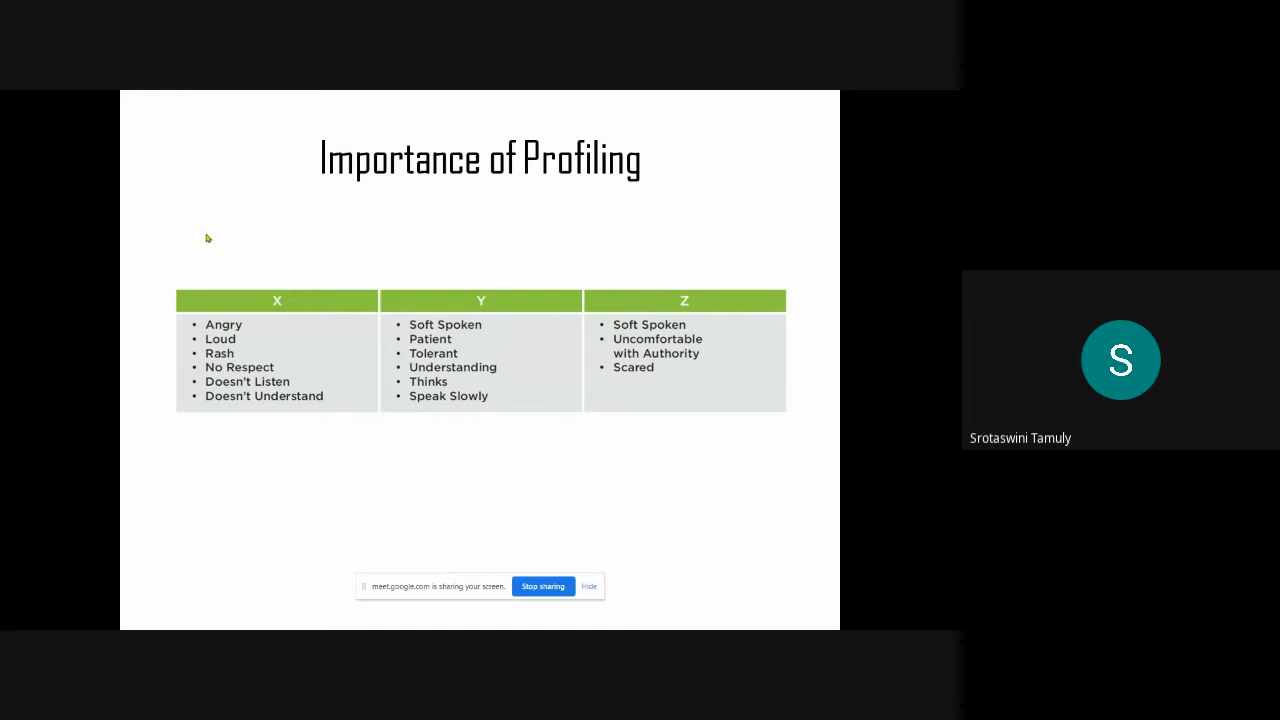 Importance of Profiling
X
Y
Z
• Angry
• Loud
• Rash
• No Respect
• Doesn't Listen
• Doesn't Understand
• Soft Spoken
• Patient
• Tolerant
• Understanding
• Thinks
• Speak Slowly
• Soft Spoken
• Uncomfortable
with Authority
• Scared
S
Srotaswini Tamuly
meet.google.com is sharing your screen.
Stop sharing
Hide